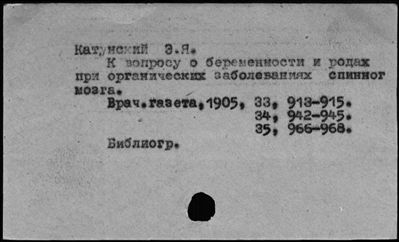 Катунский Э.Я.
К вопросу о беременности и родах
при органических заболеваниях спинног
мозга.
Врач.газета,1905, 33, 913-915.
34, 942-945.
35, 966-968.
Библиогр.